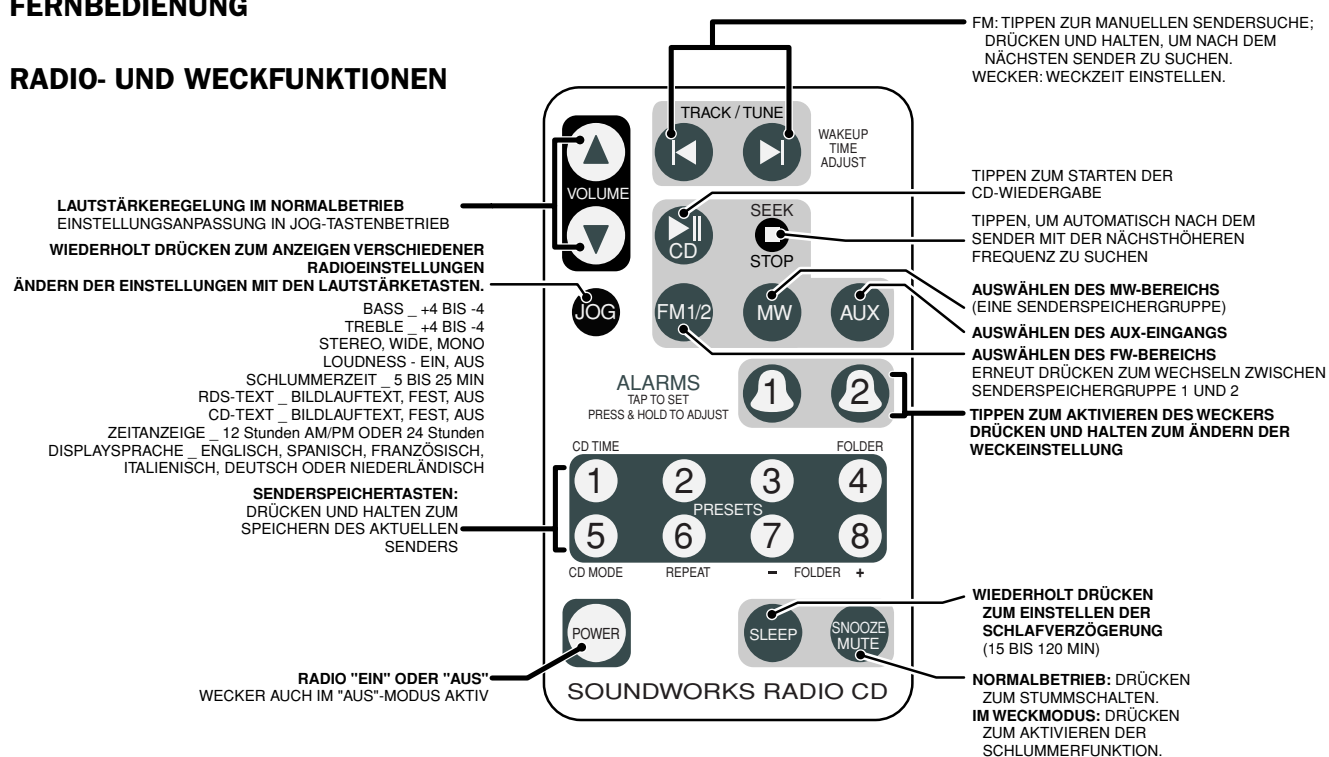 FERNBEDIENUNG
RADIO- UND WECKFUNKTIONEN
FM: TIPPEN ZUR MANUELLEN SENDERSUCHE;
DRÜCKEN UND HALTEN, UM NACH DEM
NÄCHSTEN SENDER ZU SUCHEN.
WECKER: WECKZEIT EINSTELLEN.
TRACK / TUNE
WAKEUP
TIME
ADJUST
VOLUME
LAUTSTÄRKEREGELUNG IM NORMALBETRIEB
EINSTELLUNGSANPASSUNG IN JOG-TASTENBETRIEB
WIEDERHOLT DRÜCKEN ZUM ANZEIGEN VERSCHIEDENER
RADIOEINSTELLUNGEN
ÄNDERN DER EINSTELLUNGEN MIT DEN LAUTSTÄRKETASTEN.
BASS _ +4 BIS -4
TREBLE _ +4 BIS -4
STEREO, WIDE, MONO
LOUDNESS - EIN, AUS
SCHLUMMERZEIT _ 5 BIS 25 MIN
RDS-TEXT _ BILDLAUFTEXT, FEST, AUS
CD-TEXT _ BILDLAUFTEXT, FEST, AUS
ZEITANZEIGE _ 12 Stunden AM/PM ODER 24 Stunden
DISPLAYSPRACHE _ ENGLISCH, SPANISCH, FRANZÖSISCH,
ITALIENISCH, DEUTSCH ODER NIEDERLÄNDISCH
SENDERSPEICHERTASTEN:
DRÜCKEN UND HALTEN ZUM
SPEICHERN DES AKTUELLEN
SENDERS
RADIO "EIN" ODER "AUS"
WECKER AUCH IM "AUS"-MODUS AKTIV
CD
SEEK
STOP
JOG
FM1/2
MW
AUX
ALARMS
TAP TO SET
PRESS & HOLD TO ADJUST
1
2
CD TIME
FOLDER
1
2
3
4
PRESETS
5
6
7
8
CD MODE
REPEAT
– FOLDER +
POWER
SLEEP
SNOOZE
MUTE
SOUNDWORKS RADIO CD
TIPPEN ZUM STARTEN DER
CD-WIEDERGABE
TIPPEN, UM AUTOMATISCH NACH DEM
SENDER MIT DER NÄCHSTHÖHEREN
FREQUENZ ZU SUCHEN
AUSWÄHLEN DES MW-BEREICHS
(EINE SENDERSPEICHERGRUPPE)
AUSWÄHLEN DES AUX-EINGANGS
AUSWÄHLEN DES FW-BEREICHS
ERNEUT DRÜCKEN ZUM WECHSELN ZWISCHEN
SENDERSPEICHERGRUPPE 1 UND 2
TIPPEN ZUM AKTIVIEREN DES WECKERS
DRÜCKEN UND HALTEN ZUM ÄNDERN DER
WECKEINSTELLUNG
WIEDERHOLT DRÜCKEN
ZUM EINSTELLEN DER
SCHLAFVERZÖGERUNG
(15 BIS 120 MIN)
NORMALBETRIEB: DRÜCKEN
ZUM STUMMSCHALTEN.
IM WECKMODUS: DRÜCKEN
ZUM AKTIVIEREN DER
SCHLUMMERFUNKTION.